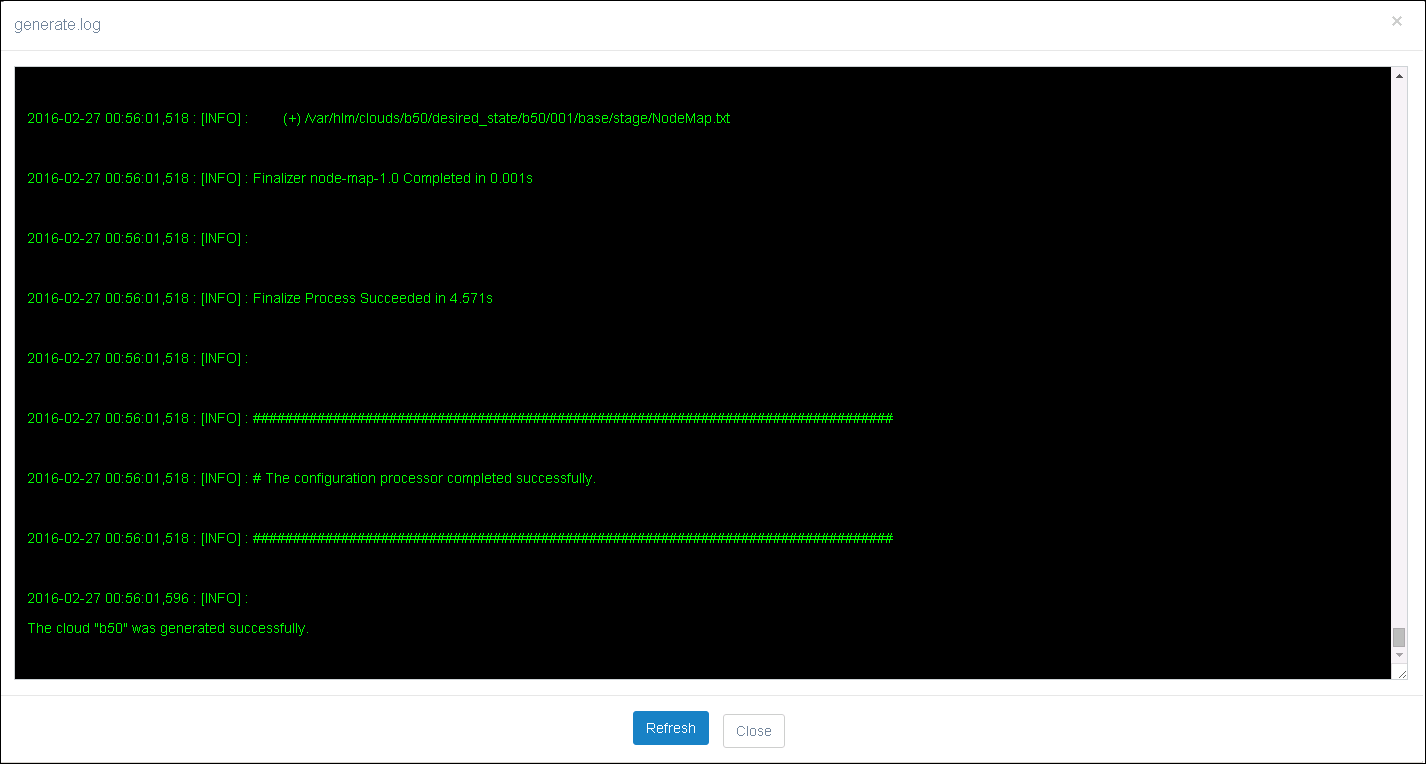 generate.log
×
2016-02-27 00:56:01,518 : [INFO] : (+) /var/hlm/clouds/b50/desired_state/b50/001/base/stage/NodeMap.txt
2016-02-27 00:56:01,518 : [INFO] : Finalizer node-map-1.0 Completed in 0.001s
2016-02-27 00:56:01,518 : [INFO] :
2016-02-27 00:56:01,518 : [INFO] : Finalize Process Succeeded in 4.571s
2016-02-27 00:56:01,518 : [INFO] :
2016-02-27 00:56:01,518 : [INFO] : ################################################################################
2016-02-27 00:56:01,518 : [INFO] : # The configuration processor completed successfully.
2016-02-27 00:56:01,518 : [INFO] : ################################################################################
2016-02-27 00:56:01,596 : [INFO] :
The cloud "b50" was generated successfully.
Refresh Close